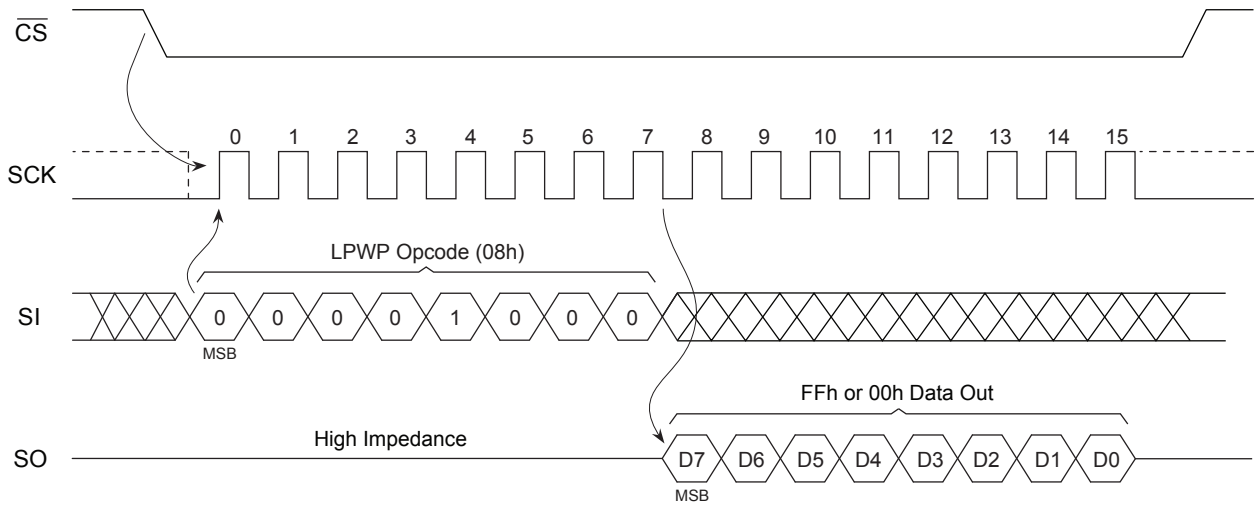 CS
0 1 2 3 4 5 6 7 8 9 10 11 12 13 14 15
SCK
LPWP Opcode (08h)
SI
0 0 0 0 1 0 0 0
MSB
FFh or 00h Data Out
High Impedance
SO
D7 D6 D5 D4 D3 D2 D1 D0
MSB